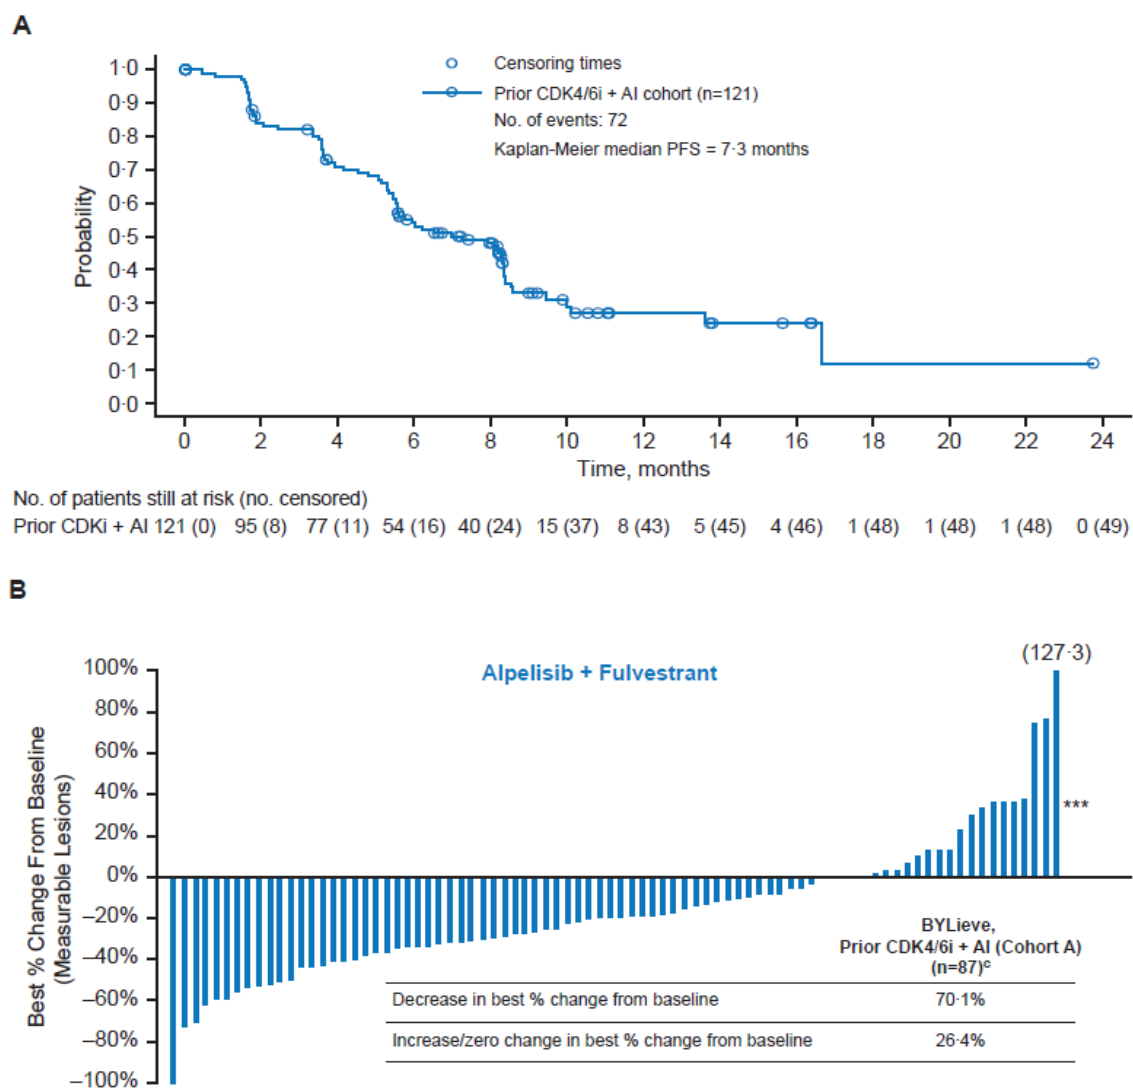 A
1·0
0·9
0·8
0·7
0·6
0·5
0·4
0·3
0·2
0·1
0·0
Probability
Censoring times
Prior CDK4/6i + AI cohort (n=121)
No. of events: 72
Kaplan-Meier median PFS = 7·3 months
0 2 4 6 8 10 12 14 16 18 20 22 24
Time, months
No. of patients still at risk (no. censored)
Prior CDKi + AI 121 (0) 95 (8) 77 (11) 54 (16) 40 (24) 15 (37) 8 (43) 5 (45) 4 (46) 1 (48) 1 (48) 1 (48) 0 (49)
B
Best % Change From Baseline
(Measurable Lesions)
100%
80%
60%
40%
20%
0%
–20%
–40%
–60%
–80%
–100%
Alpelisib + Fulvestrant
(127·3)
***
BYLieve,
Prior CDK4/6i + AI (Cohort A)
(n=87)ᶜ
Decrease in best % change from baseline 70·1%
Increase/zero change in best % change from baseline 26·4%